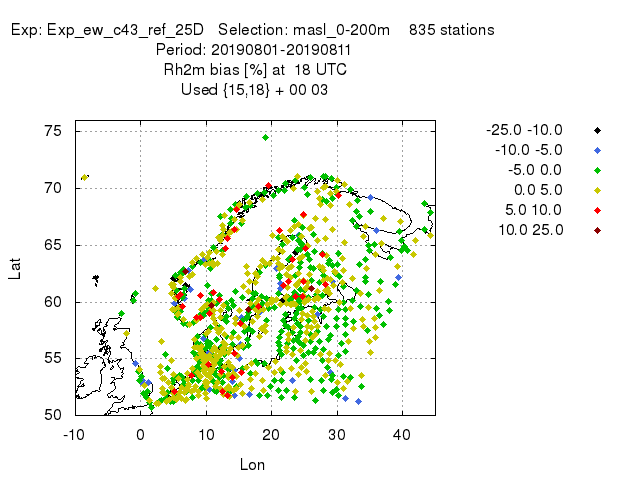 Exp: Exp_ew_c43_ref_25D   Selection: masl_0-200m    835 stations
Period: 20190801-20190811
Rh2m bias [%] at  18 UTC
Used {15,18} + 00 03
-25.0 -10.0
-10.0 -5.0
-5.0 0.0
0.0 5.0
5.0 10.0
10.0 25.0
75
70
65
60
55
50
Lat
-10 0 10 20 30 40
Lon